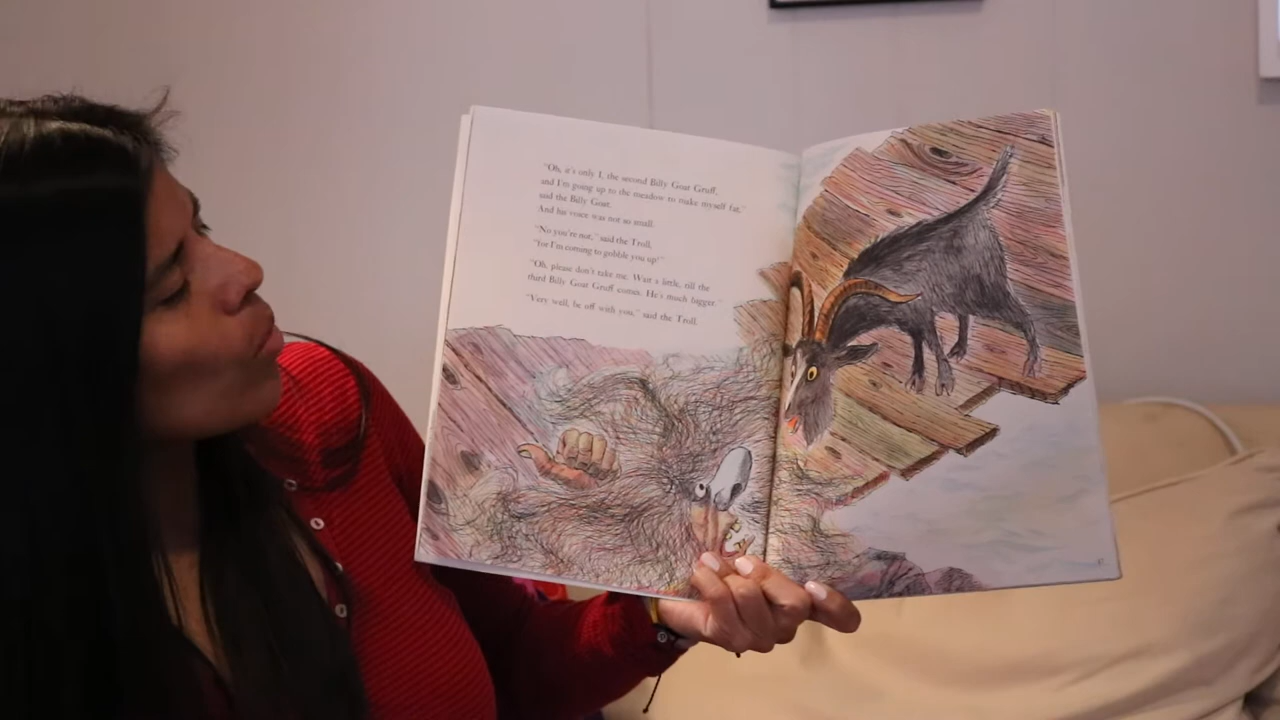 "Oh, it's only I, the second Billy Goat Gruff,
and I'm going up to the meadow to make myself fat,"
said the Billy Goat.
And his voice was not so small.
"No you're not," said the Troll,
"for I'm coming to gobble you up!"
"Oh, please don't take me. Wait a little, till the
third Billy Goat Gruff comes. He's much bigger."
"Very well, be off with you," said the Troll.